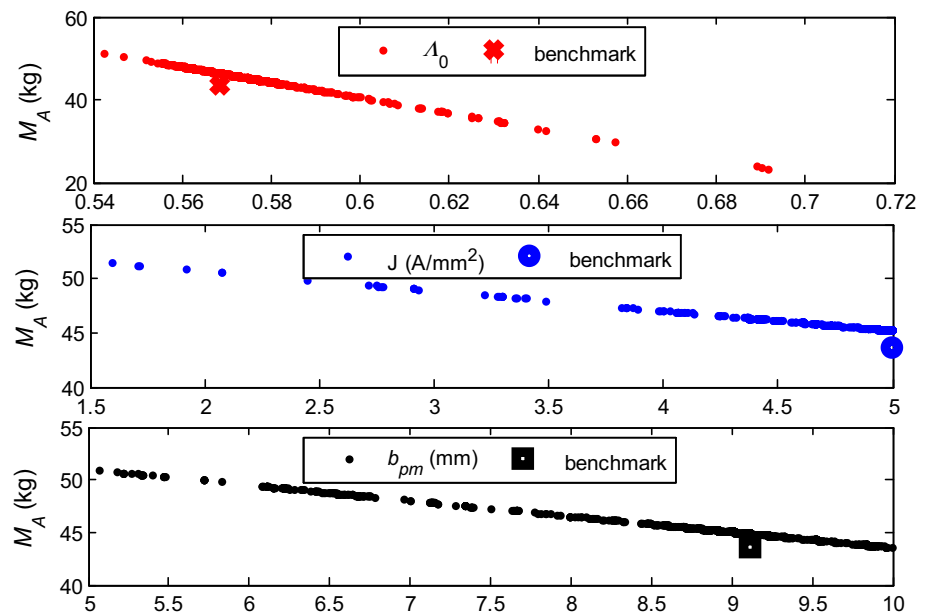 60
Λ0 benchmark
40
M_A (kg)
20
0.54 0.56 0.58 0.6 0.62 0.64 0.66 0.68 0.7 0.72
55
J (A/mm²) benchmark
50
M_A (kg)
45
40
1.5 2 2.5 3 3.5 4 4.5 5
55
b_pm (mm) benchmark
50
M_A (kg)
45
40
5 5.5 6 6.5 7 7.5 8 8.5 9 9.5 10